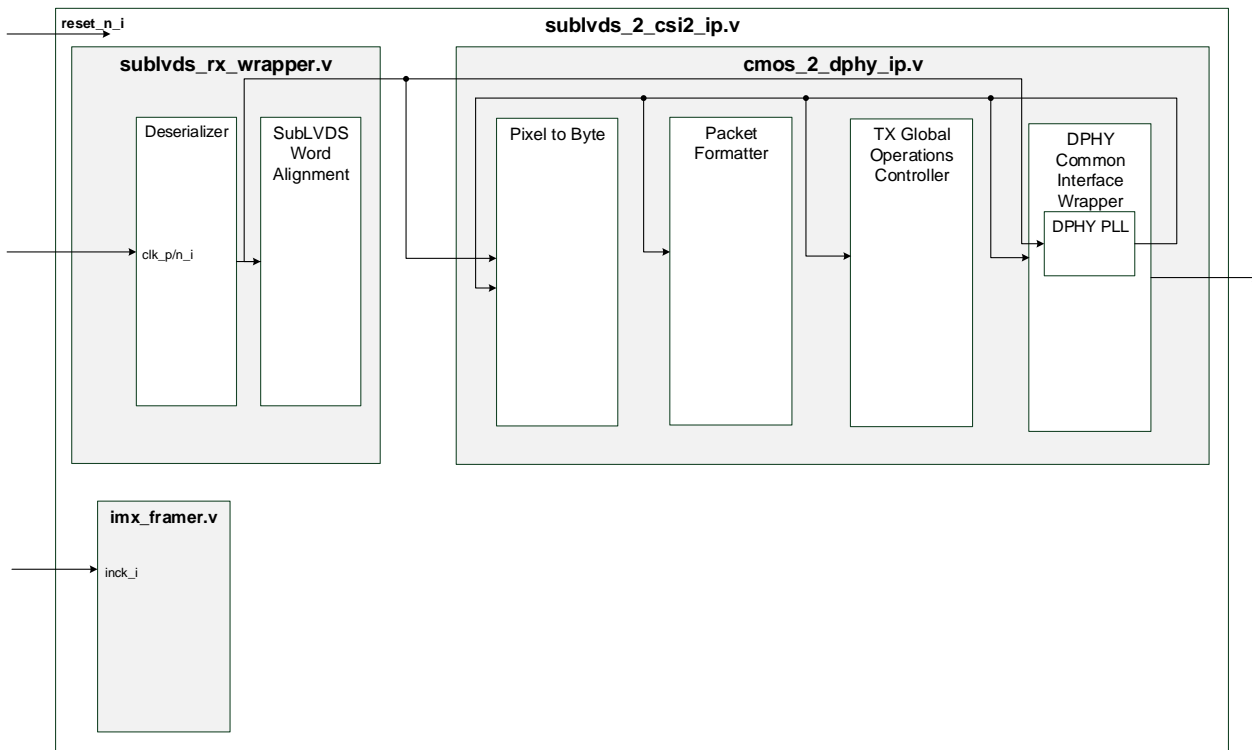 reset_n_i
sublvds_2_csi2_ip.v
sublvds_rx_wrapper.v
cmos_2_dphy_ip.v
Deserializer
clk_p/n_i
SubLVDS
Word
Alignment
Pixel to Byte
Packet
Formatter
TX Global
Operations
Controller
DPHY
Common
Interface
Wrapper
DPHY PLL
imx_framer.v
inck_i